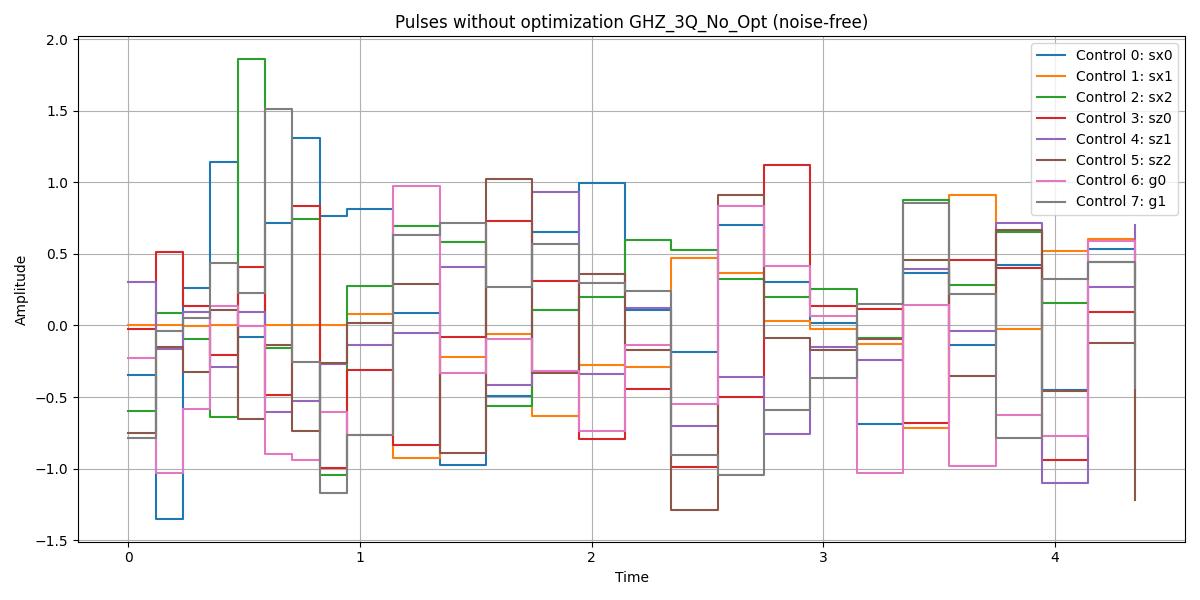 Pulses without optimization GHZ_3Q_No_Opt (noise-free)
2.0
1.5
1.0
0.5
0.0
−0.5
−1.0
−1.5
Amplitude
0
1
2
3
4
Time
Control 0: sx0
Control 1: sx1
Control 2: sx2
Control 3: sz0
Control 4: sz1
Control 5: sz2
Control 6: g0
Control 7: g1